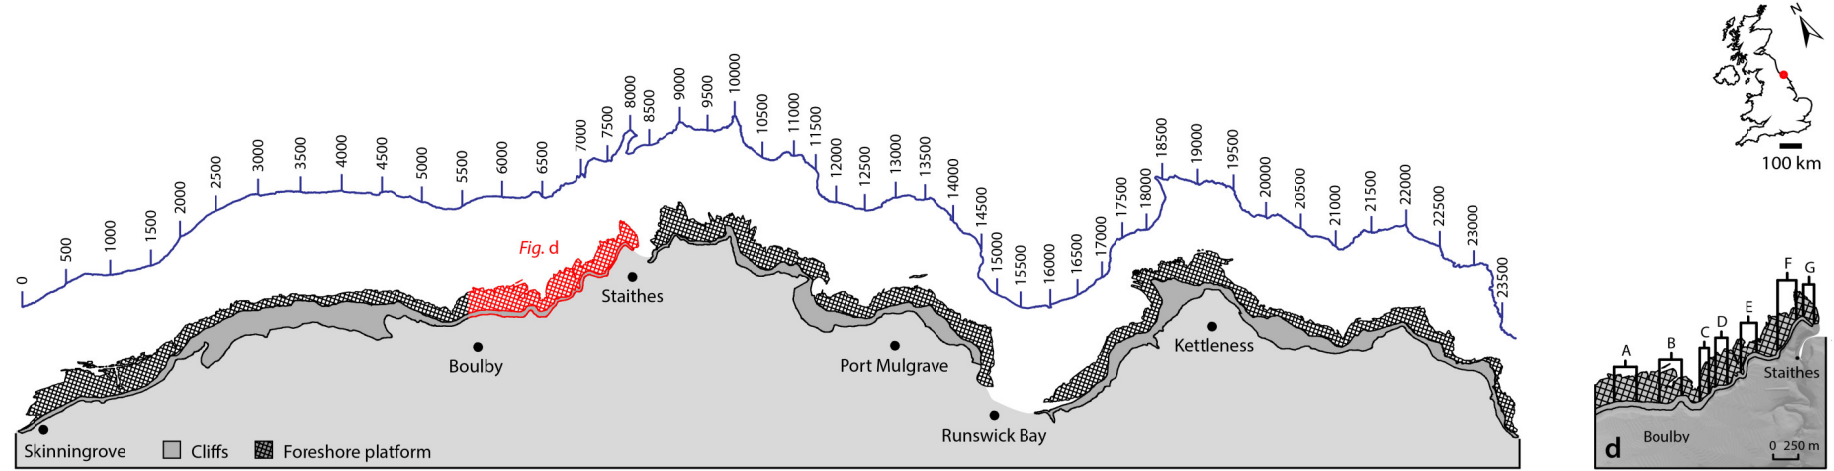 0
500
1000
1500
2000
2500
3000
3500
4000
4500
5000
5500
6000
6500
7000
7500
8000
8500
9000
9500
10000
10500
11000
11500
12000
12500
13000
13500
14000
14500
15000
15500
16000
16500
17000
17500
18000
18500
19000
19500
20000
20500
21000
21500
22000
22500
23000
23500
Fig. d
Staithes
Boulby
Port Mulgrave
Kettleness
Runswick Bay
Skinningrove
Cliffs
Foreshore platform
N
100 km
A
B
C
D
E
F
G
Staithes
Boulby
d
0 250 m